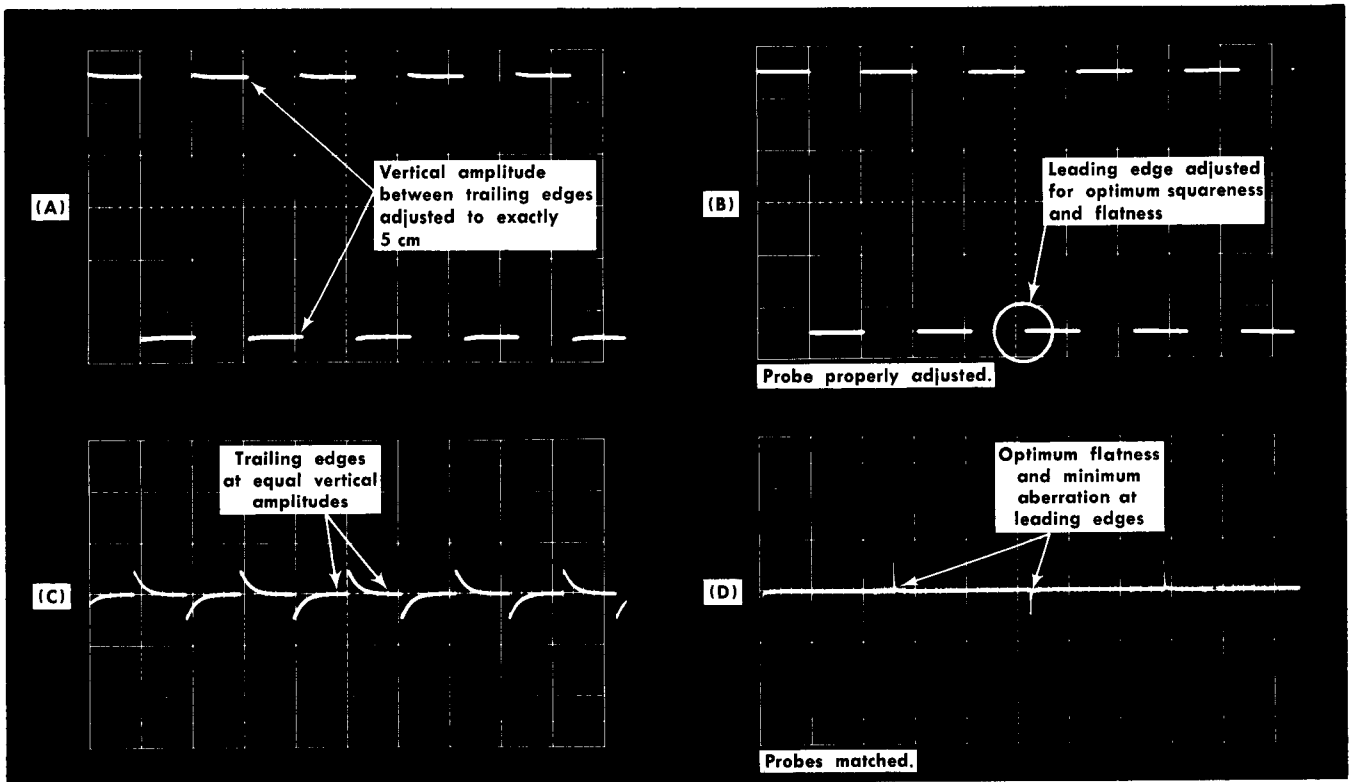 (A)
Vertical amplitude
between trailing edges
adjusted to exactly
5 cm
(B)
Leading edge adjusted
for optimum squareness
and flatness
Probe properly adjusted.
(C)
Trailing edges
at equal vertical
amplitudes
(D)
Optimum flatness
and minimum
aberration at
leading edges
Probes matched.